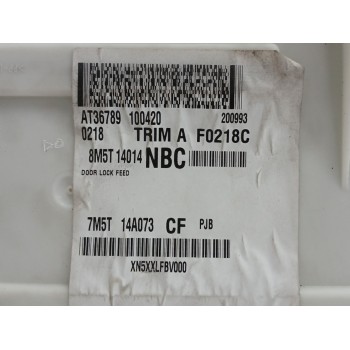 AT36789 100420 200993
0218 TRIM A F0218C
8M5T 14014 NBC
DOOR LOCK FEED
7M5T 14A073 CF PJB
XN5XXLFBV000